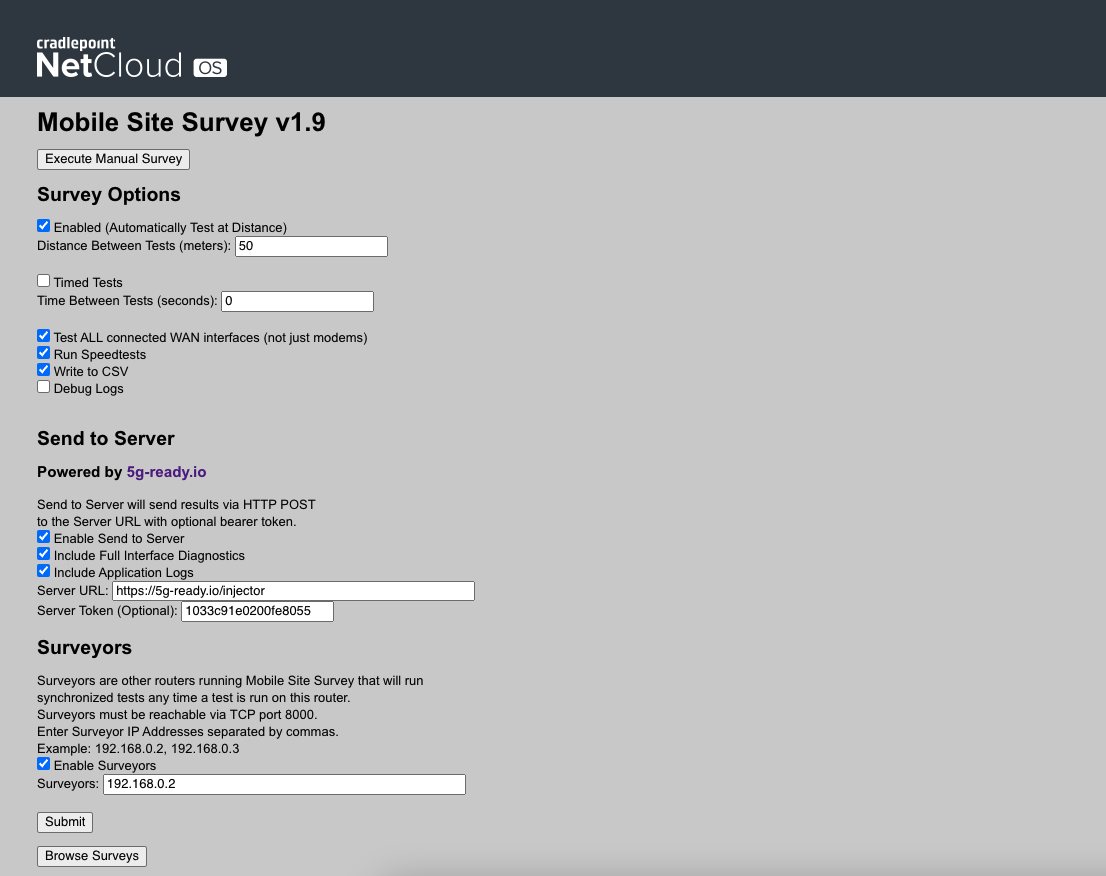 cradlepoint
NetCloud OS
Mobile Site Survey v1.9
Execute Manual Survey
Survey Options
Enabled (Automatically Test at Distance)
Distance Between Tests (meters): 50
Timed Tests
Time Between Tests (seconds): 0
Test ALL connected WAN interfaces (not just modems)
Run Speedtests
Write to CSV
Debug Logs
Send to Server
Powered by 5g-ready.io
Send to Server will send results via HTTP POST
to the Server URL with optional bearer token.
Enable Send to Server
Include Full Interface Diagnostics
Include Application Logs
Server URL: https://5g-ready.io/injector
Server Token (Optional): 1033c91e0200fe8055
Surveyors
Surveyors are other routers running Mobile Site Survey that will run
synchronized tests any time a test is run on this router.
Surveyors must be reachable via TCP port 8000.
Enter Surveyor IP Addresses separated by commas.
Example: 192.168.0.2, 192.168.0.3
Enable Surveyors
Surveyors: 192.168.0.2
Submit
Browse Surveys